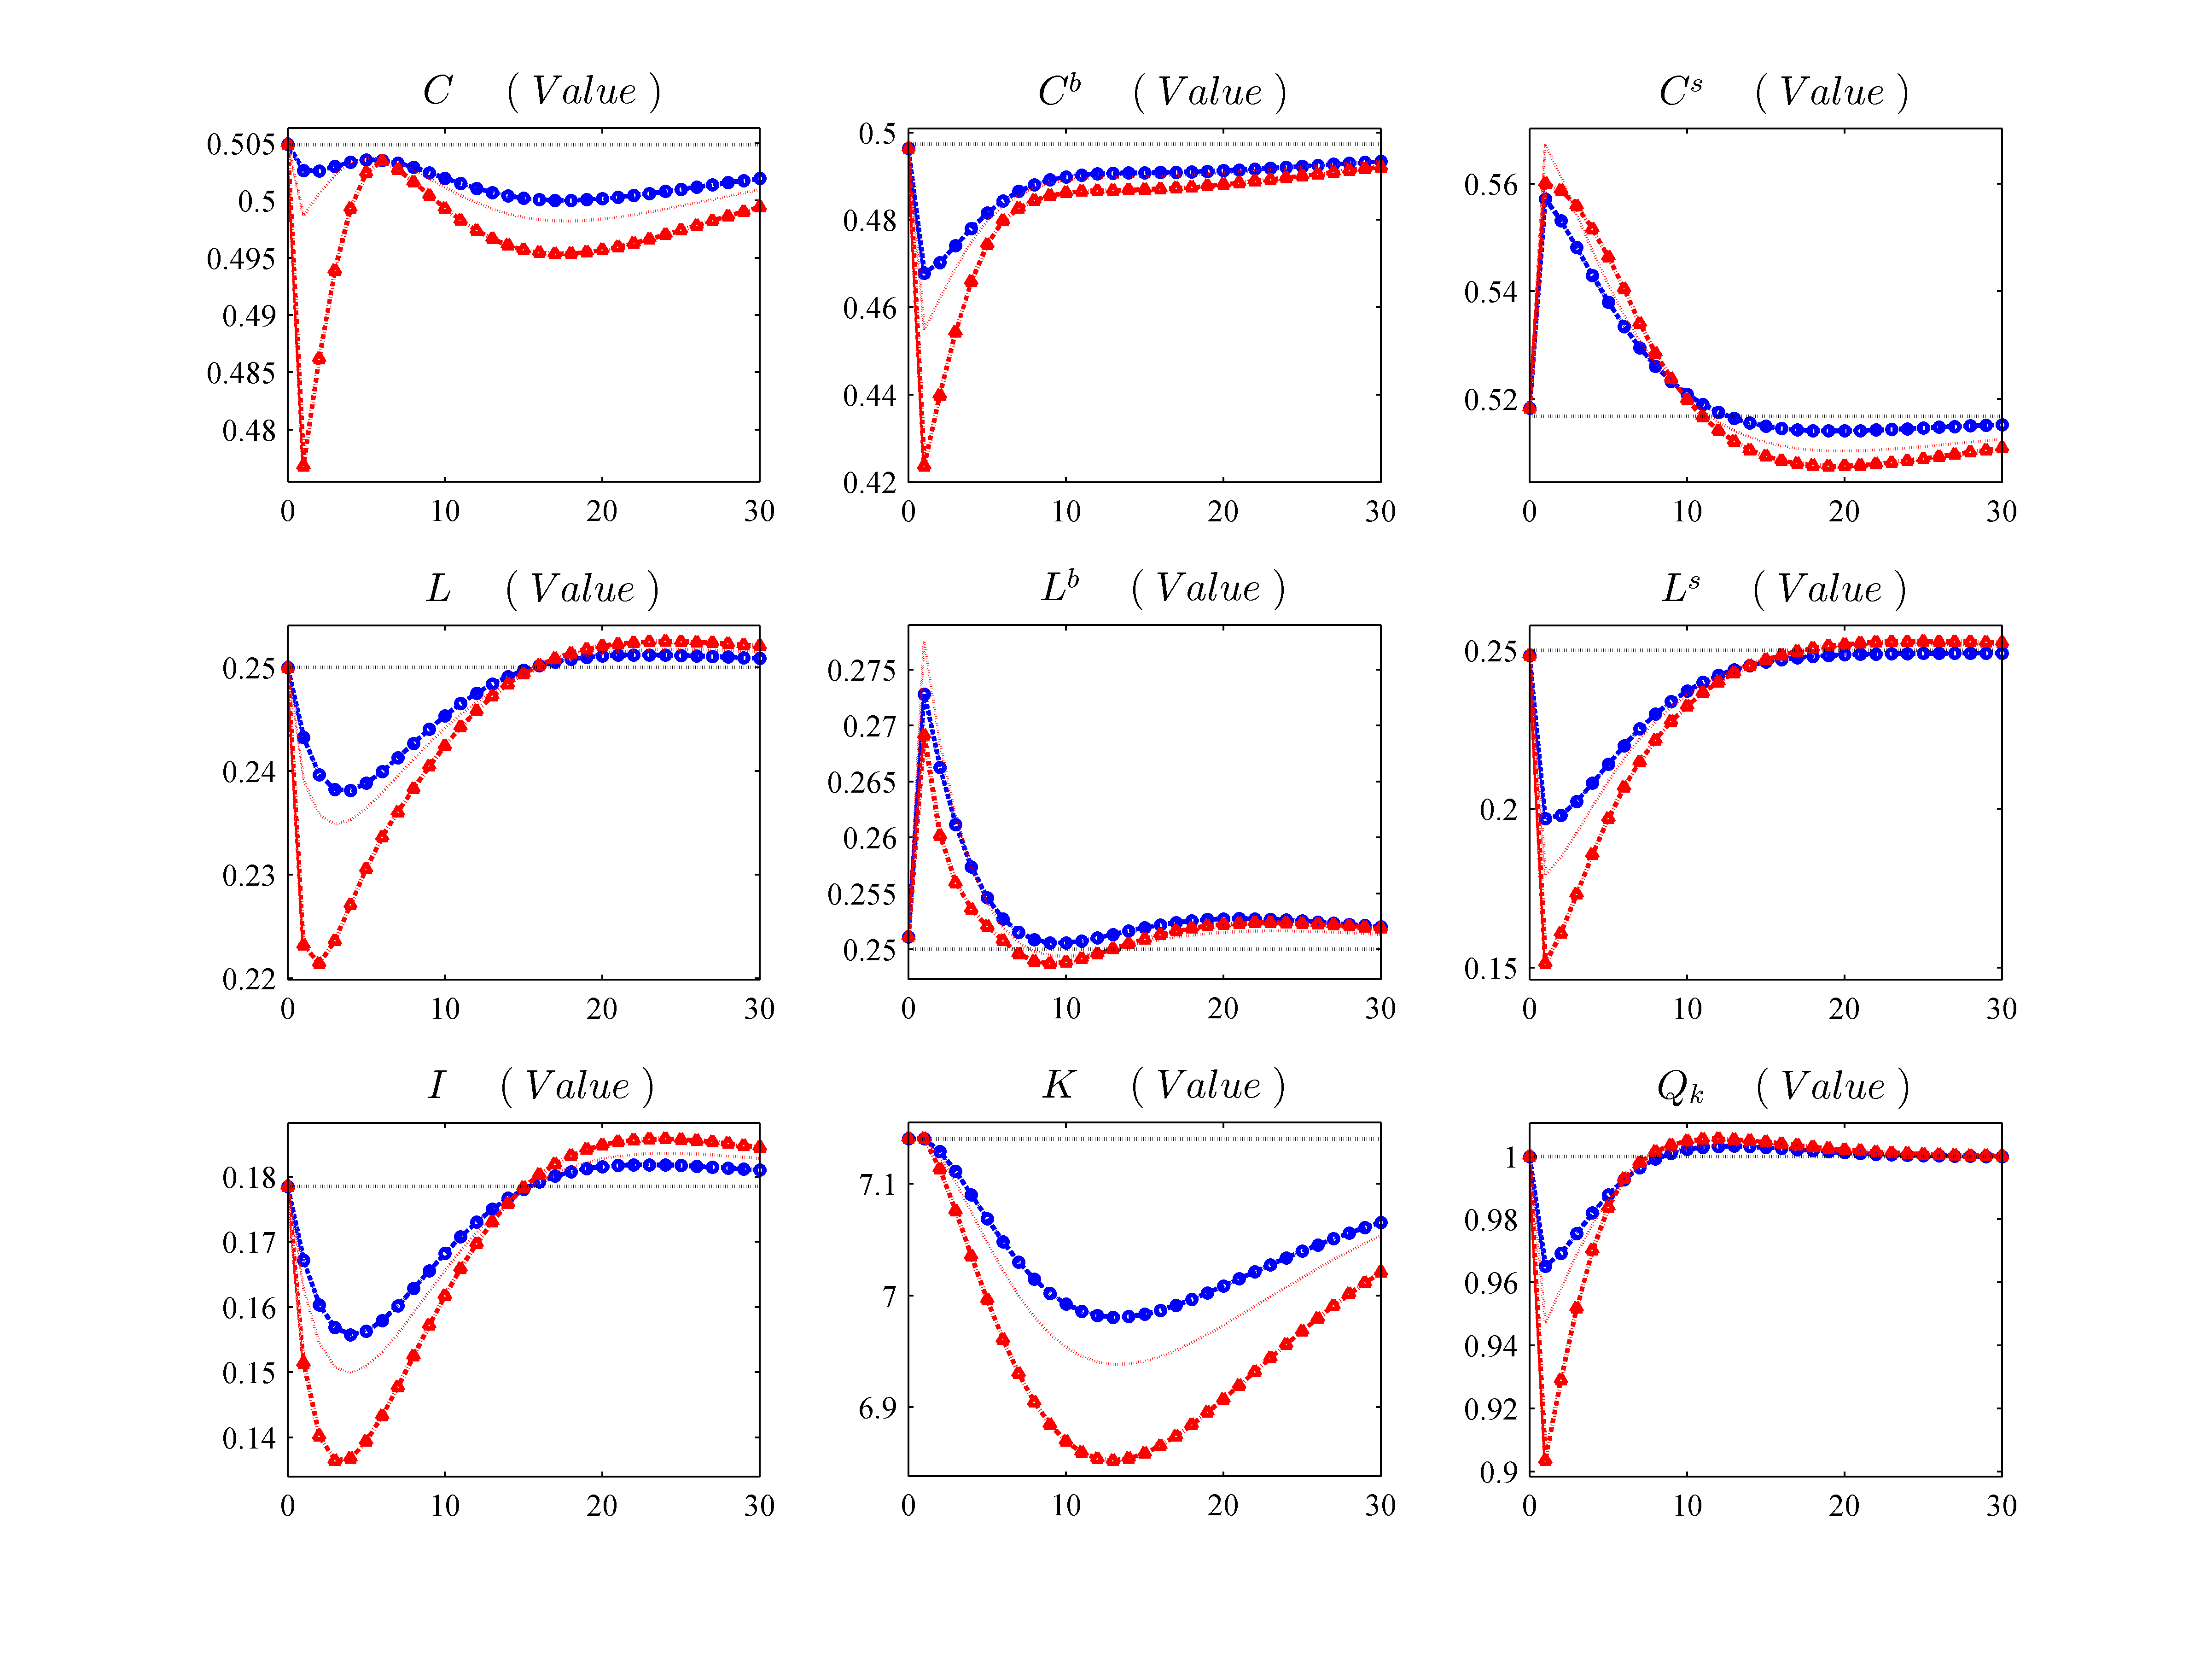 C ( Value )
C^b ( Value )
C^s ( Value )
0.505
0.5
0.495
0.49
0.485
0.48
0 10 20 30
0.5
0.48
0.46
0.44
0.42
0 10 20 30
0.56
0.54
0.52
0 10 20 30
L ( Value )
L^b ( Value )
L^s ( Value )
0.25
0.24
0.23
0.22
0 10 20 30
0.275
0.27
0.265
0.26
0.255
0.25
0 10 20 30
0.25
0.2
0.15
0 10 20 30
I ( Value )
K ( Value )
Q_k ( Value )
0.18
0.17
0.16
0.15
0.14
0 10 20 30
7.1
7
6.9
0 10 20 30
1
0.98
0.96
0.94
0.92
0.9
0 10 20 30